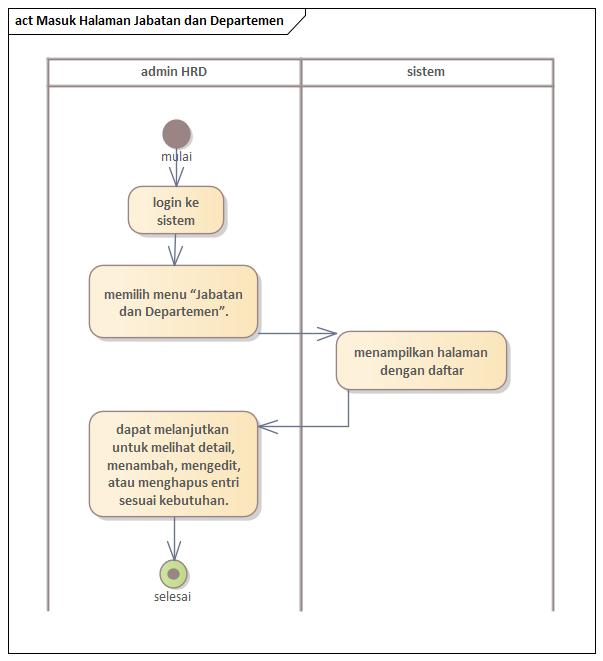 act Masuk Halaman Jabatan dan Departemen
admin HRD
sistem
mulai
login ke
sistem
memilih menu “Jabatan
dan Departemen”.
menampilkan halaman
dengan daftar
dapat melanjutkan
untuk melihat detail,
menambah, mengedit,
atau menghapus entri
sesuai kebutuhan.
selesai